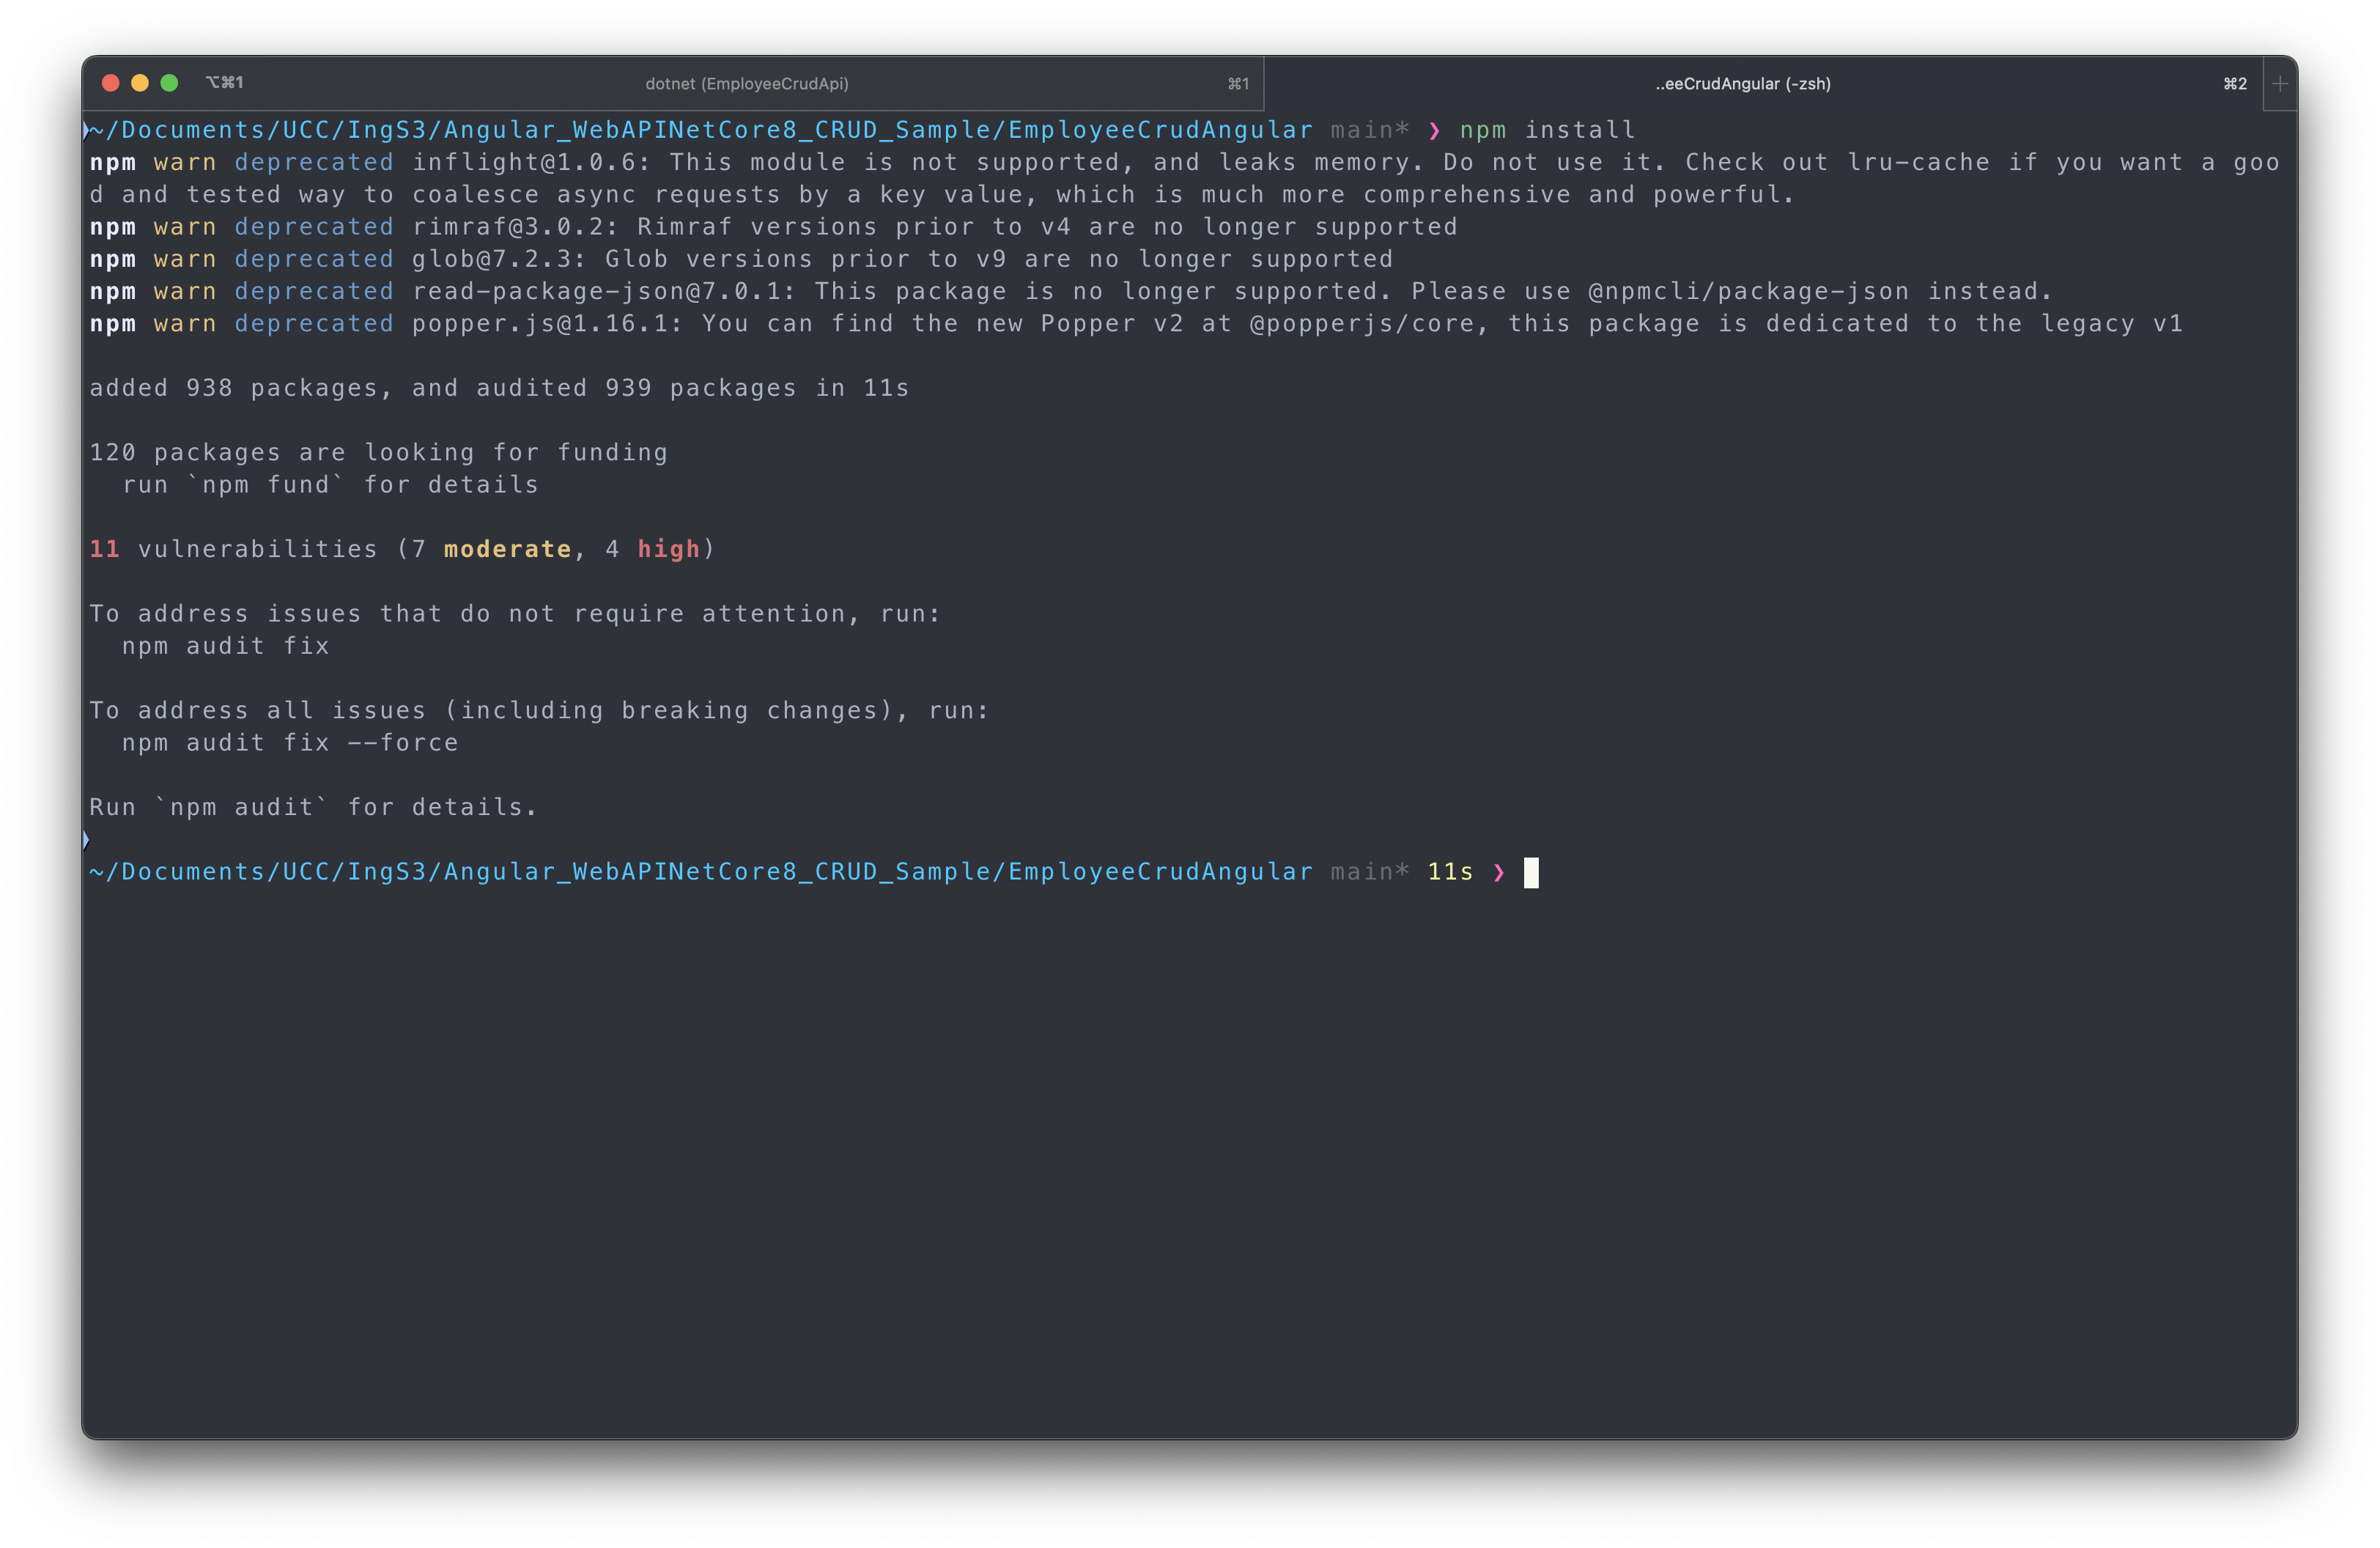 ⌥⌘1 dotnet (EmployeeCrudApi) ⌘1 ..eeCrudAngular (-zsh) ⌘2 +
~/Documents/UCC/IngS3/Angular_WebAPINetCore8_CRUD_Sample/EmployeeCrudAngular main* ❯ npm install
npm warn deprecated inflight@1.0.6: This module is not supported, and leaks memory. Do not use it. Check out lru-cache if you want a goo
d and tested way to coalesce async requests by a key value, which is much more comprehensive and powerful.
npm warn deprecated rimraf@3.0.2: Rimraf versions prior to v4 are no longer supported
npm warn deprecated glob@7.2.3: Glob versions prior to v9 are no longer supported
npm warn deprecated read-package-json@7.0.1: This package is no longer supported. Please use @npmcli/package-json instead.
npm warn deprecated popper.js@1.16.1: You can find the new Popper v2 at @popperjs/core, this package is dedicated to the legacy v1
added 938 packages, and audited 939 packages in 11s
120 packages are looking for funding
  run `npm fund` for details
11 vulnerabilities (7 moderate, 4 high)
To address issues that do not require attention, run:
  npm audit fix
To address all issues (including breaking changes), run:
  npm audit fix --force
Run `npm audit` for details.
~/Documents/UCC/IngS3/Angular_WebAPINetCore8_CRUD_Sample/EmployeeCrudAngular main* 11s ❯